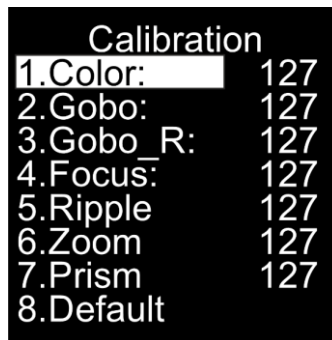 Calibration
1.Color: 127
2.Gobo: 127
3.Gobo_R: 127
4.Focus: 127
5.Ripple 127
6.Zoom 127
7.Prism 127
8.Default